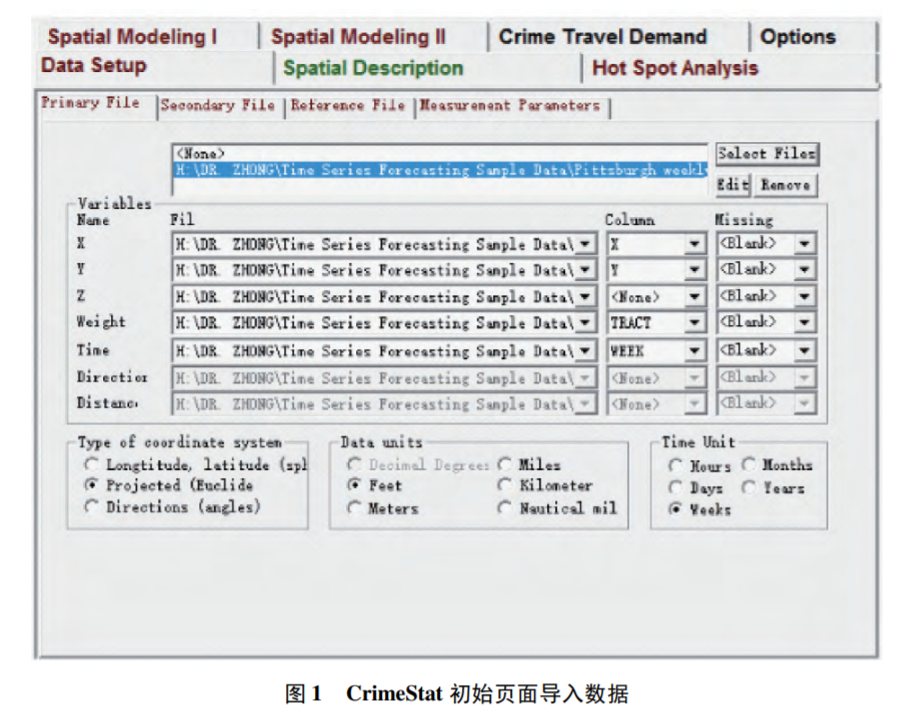 Spatial Modeling I Spatial Modeling II Crime Travel Demand Options
Data Setup Spatial Description Hot Spot Analysis
Primary File Secondary File Reference File Measurement Parameters
<None> Select Files
H:\DR. ZHONG\Time Series Forecasting Sample Data\Pittsburgh weekly
Edit Remove
Variables
Name Fil Column Missing
X H:\DR. ZHONG\Time Series Forecasting Sample Data\ X <Blank>
Y H:\DR. ZHONG\Time Series Forecasting Sample Data\ Y <Blank>
Z H:\DR. ZHONG\Time Series Forecasting Sample Data\ <None> <Blank>
Weight H:\DR. ZHONG\Time Series Forecasting Sample Data\ TRACT <Blank>
Time H:\DR. ZHONG\Time Series Forecasting Sample Data\ WEEK <Blank>
Direction H:\DR. ZHONG\Time Series Forecasting Sample Data\ <None> <Blank>
Distanc H:\DR. ZHONG\Time Series Forecasting Sample Data\ <None> <Blank>
Type of coordinate system Data units Time Unit
Longtitude, latitude (spl Decimal Degrees Miles Hours Months
Projected (Euclide Feet Kilometer Days Years
Directions (angles) Meters Nautical mil Weeks
图 1 CrimeStat 初始页面导入数据